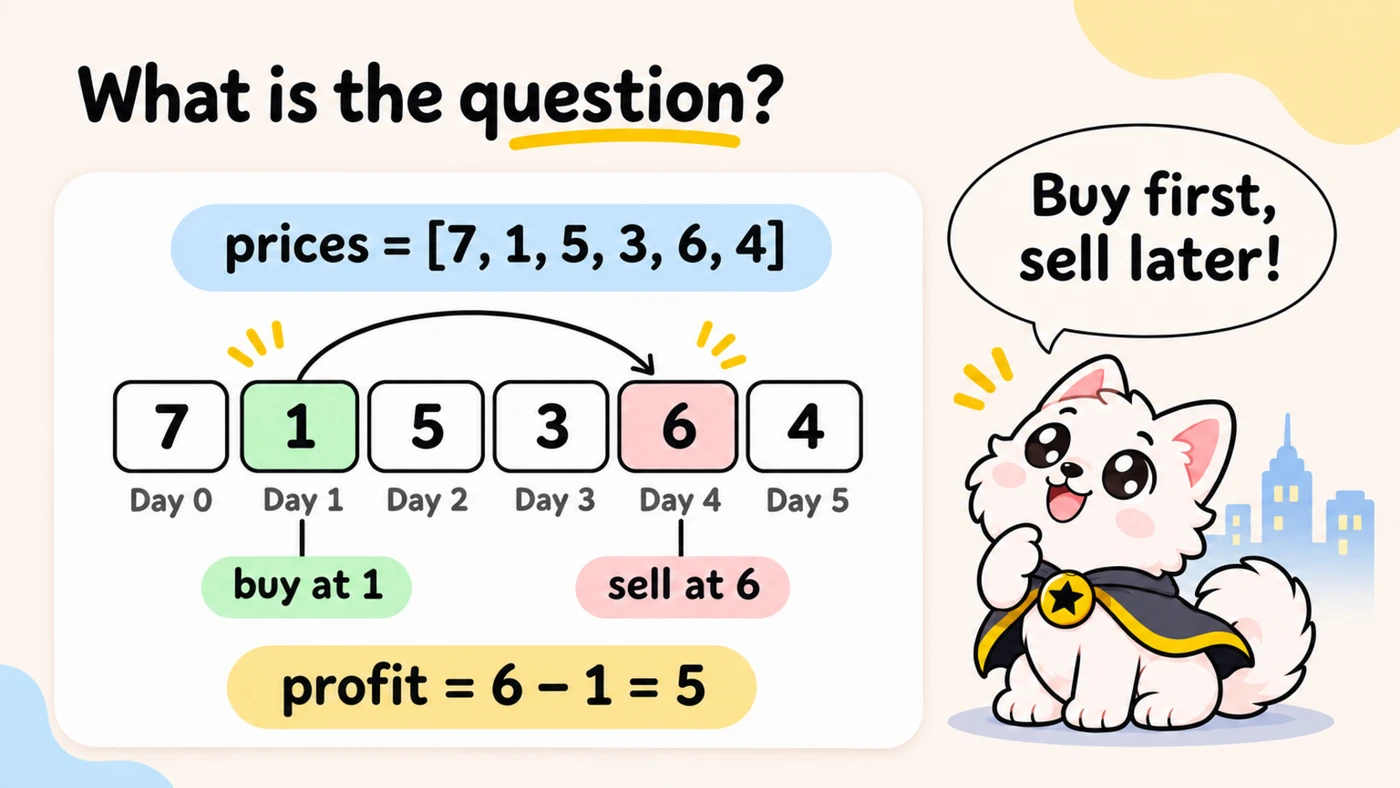 What is the question?
prices = [7, 1, 5, 3, 6, 4]
7 1 5 3 6 4
Day 0 Day 1 Day 2 Day 3 Day 4 Day 5
buy at 1 sell at 6
profit = 6 – 1 = 5
Buy first,
sell later!